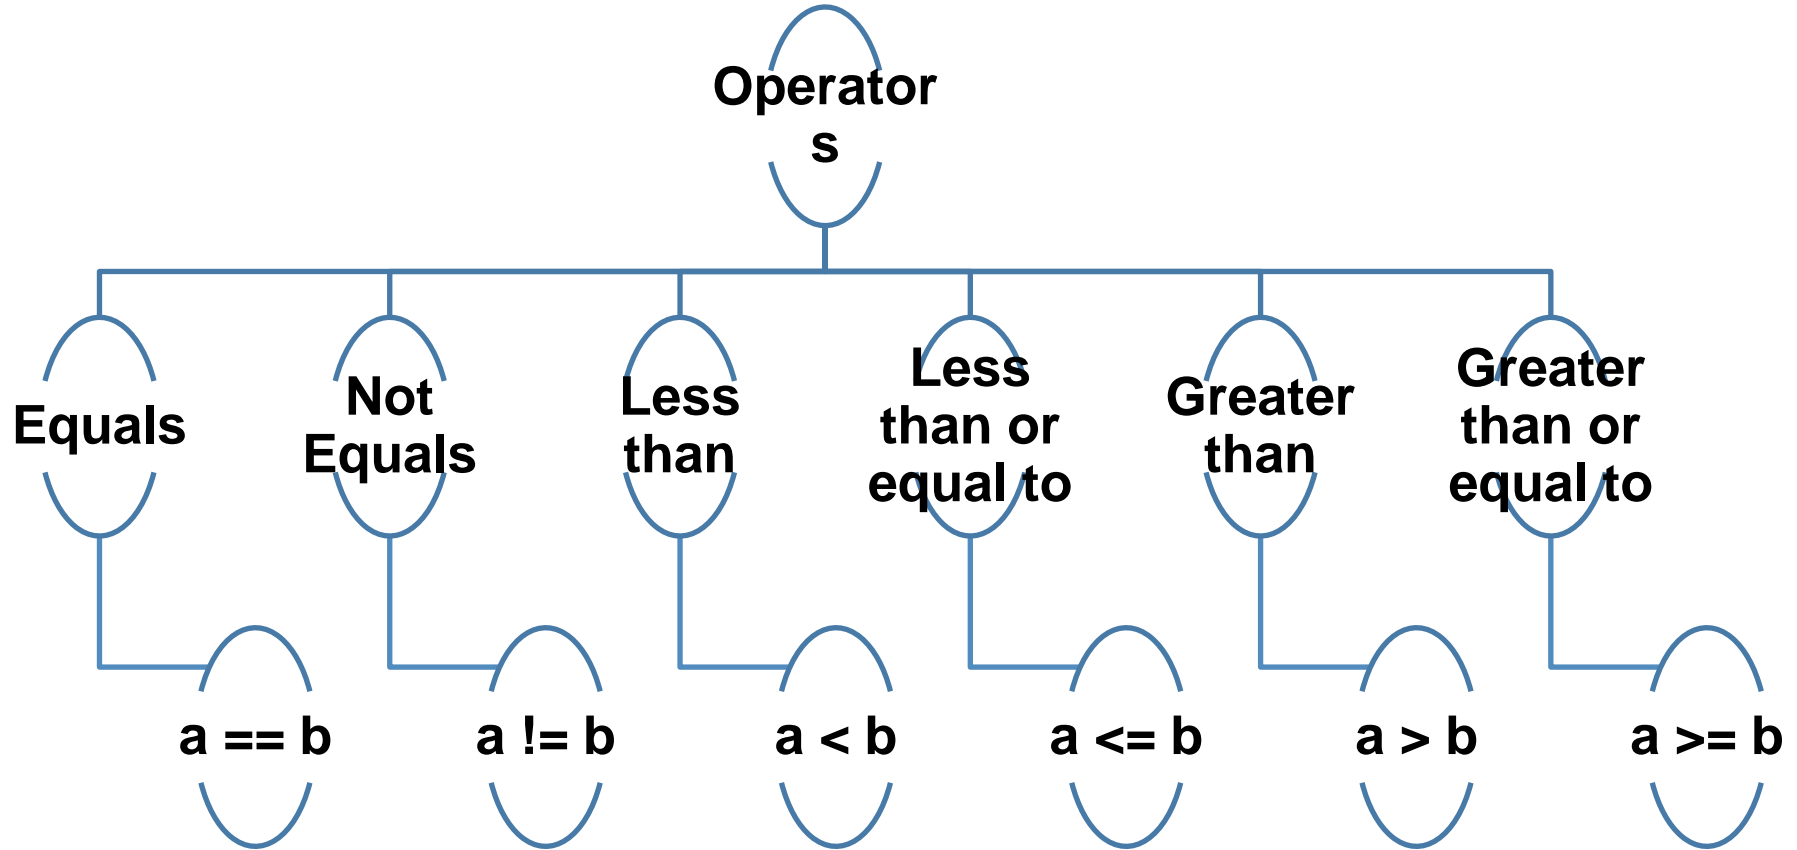 Operator
s
Equals
Not
Equals
Less
than
Less
than or
equal to
Greater
than
Greater
than or
equal to
a == b
a != b
a < b
a <= b
a > b
a >= b